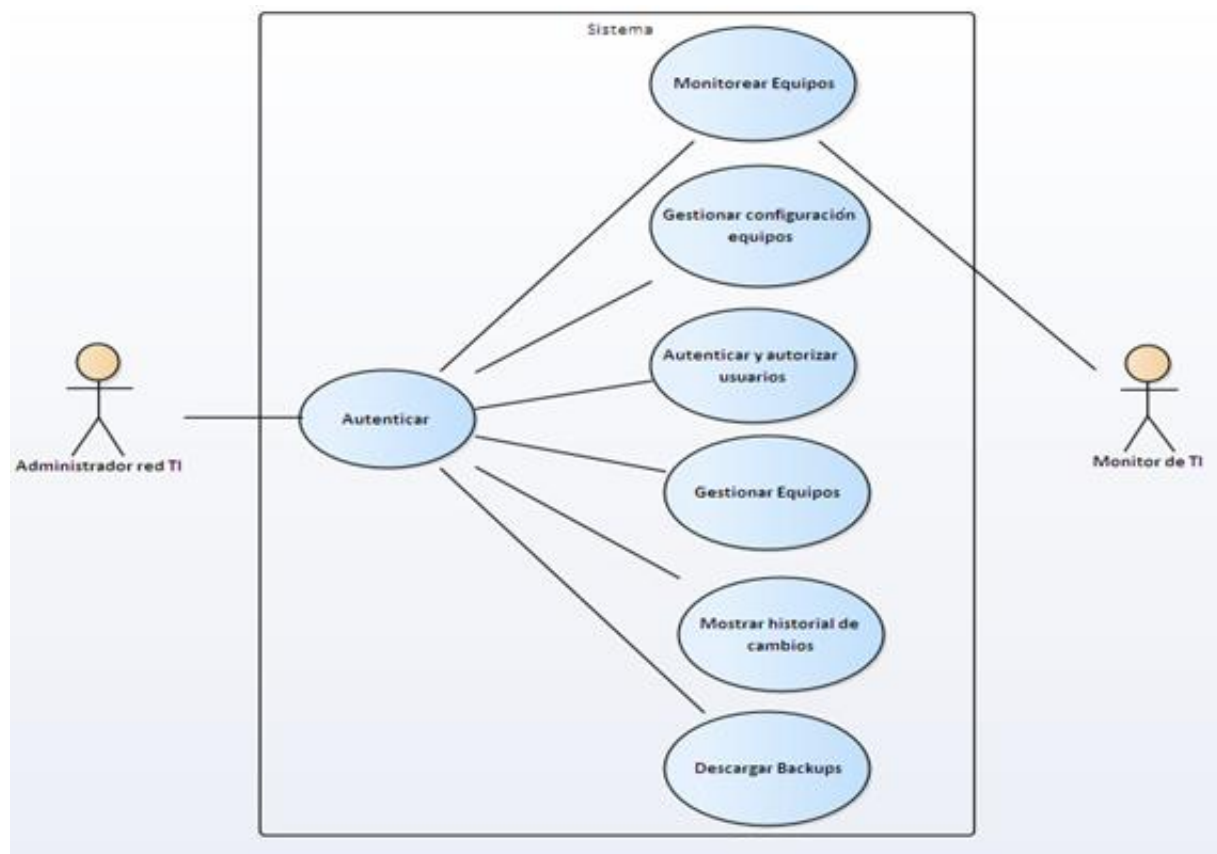 Sistema
Monitorear Equipos
Gestionar configuración
equipos
Autenticar y autorizar
usuarios
Autenticar
Administrador red TI
Monitor de TI
Gestionar Equipos
Mostrar historial de
cambios
Descargar Backups